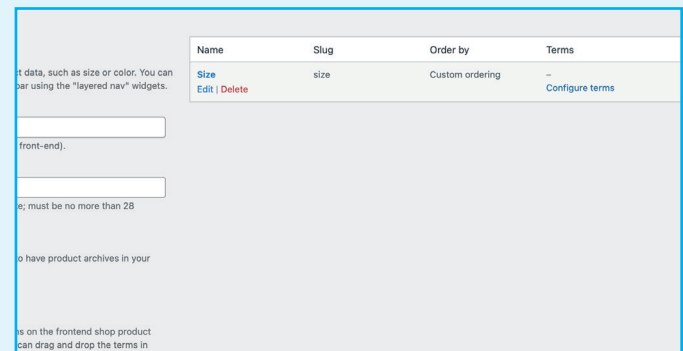 Name Slug Order by Terms
Size size Custom ordering –
Edit | Delete Configure terms
ct data, such as size or color. You can
bar using the "layered nav" widgets.
front-end).
e; must be no more than 28
o have product archives in your
ns on the frontend shop product
can drag and drop the terms in